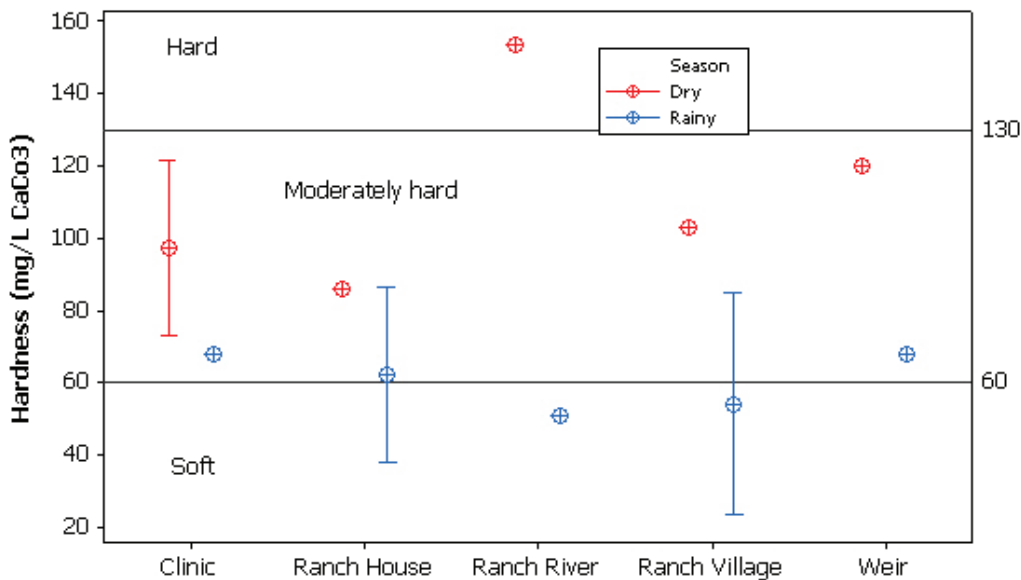 Hardness (mg/L CaCo3)
160
140
120
100
80
60
40
20
Hard
Moderately hard
Soft
Season
Dry
Rainy
130
60
Clinic
Ranch House
Ranch River
Ranch Village
Weir